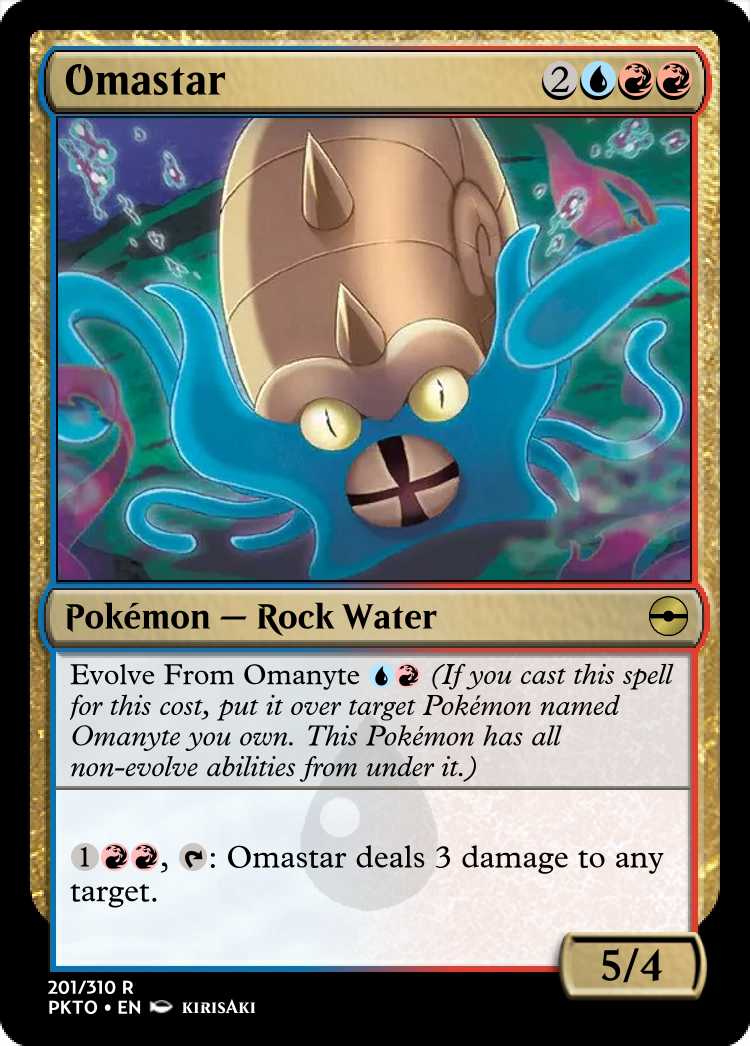 Omastar 2
Pokémon — Rock Water
Evolve From Omanyte (If you cast this spell
for this cost, put it over target Pokémon named
Omanyte you own. This Pokémon has all
non-evolve abilities from under it.)
1 , : Omastar deals 3 damage to any
target.
5/4
201/310 R
PKTO • EN KIRISAKI